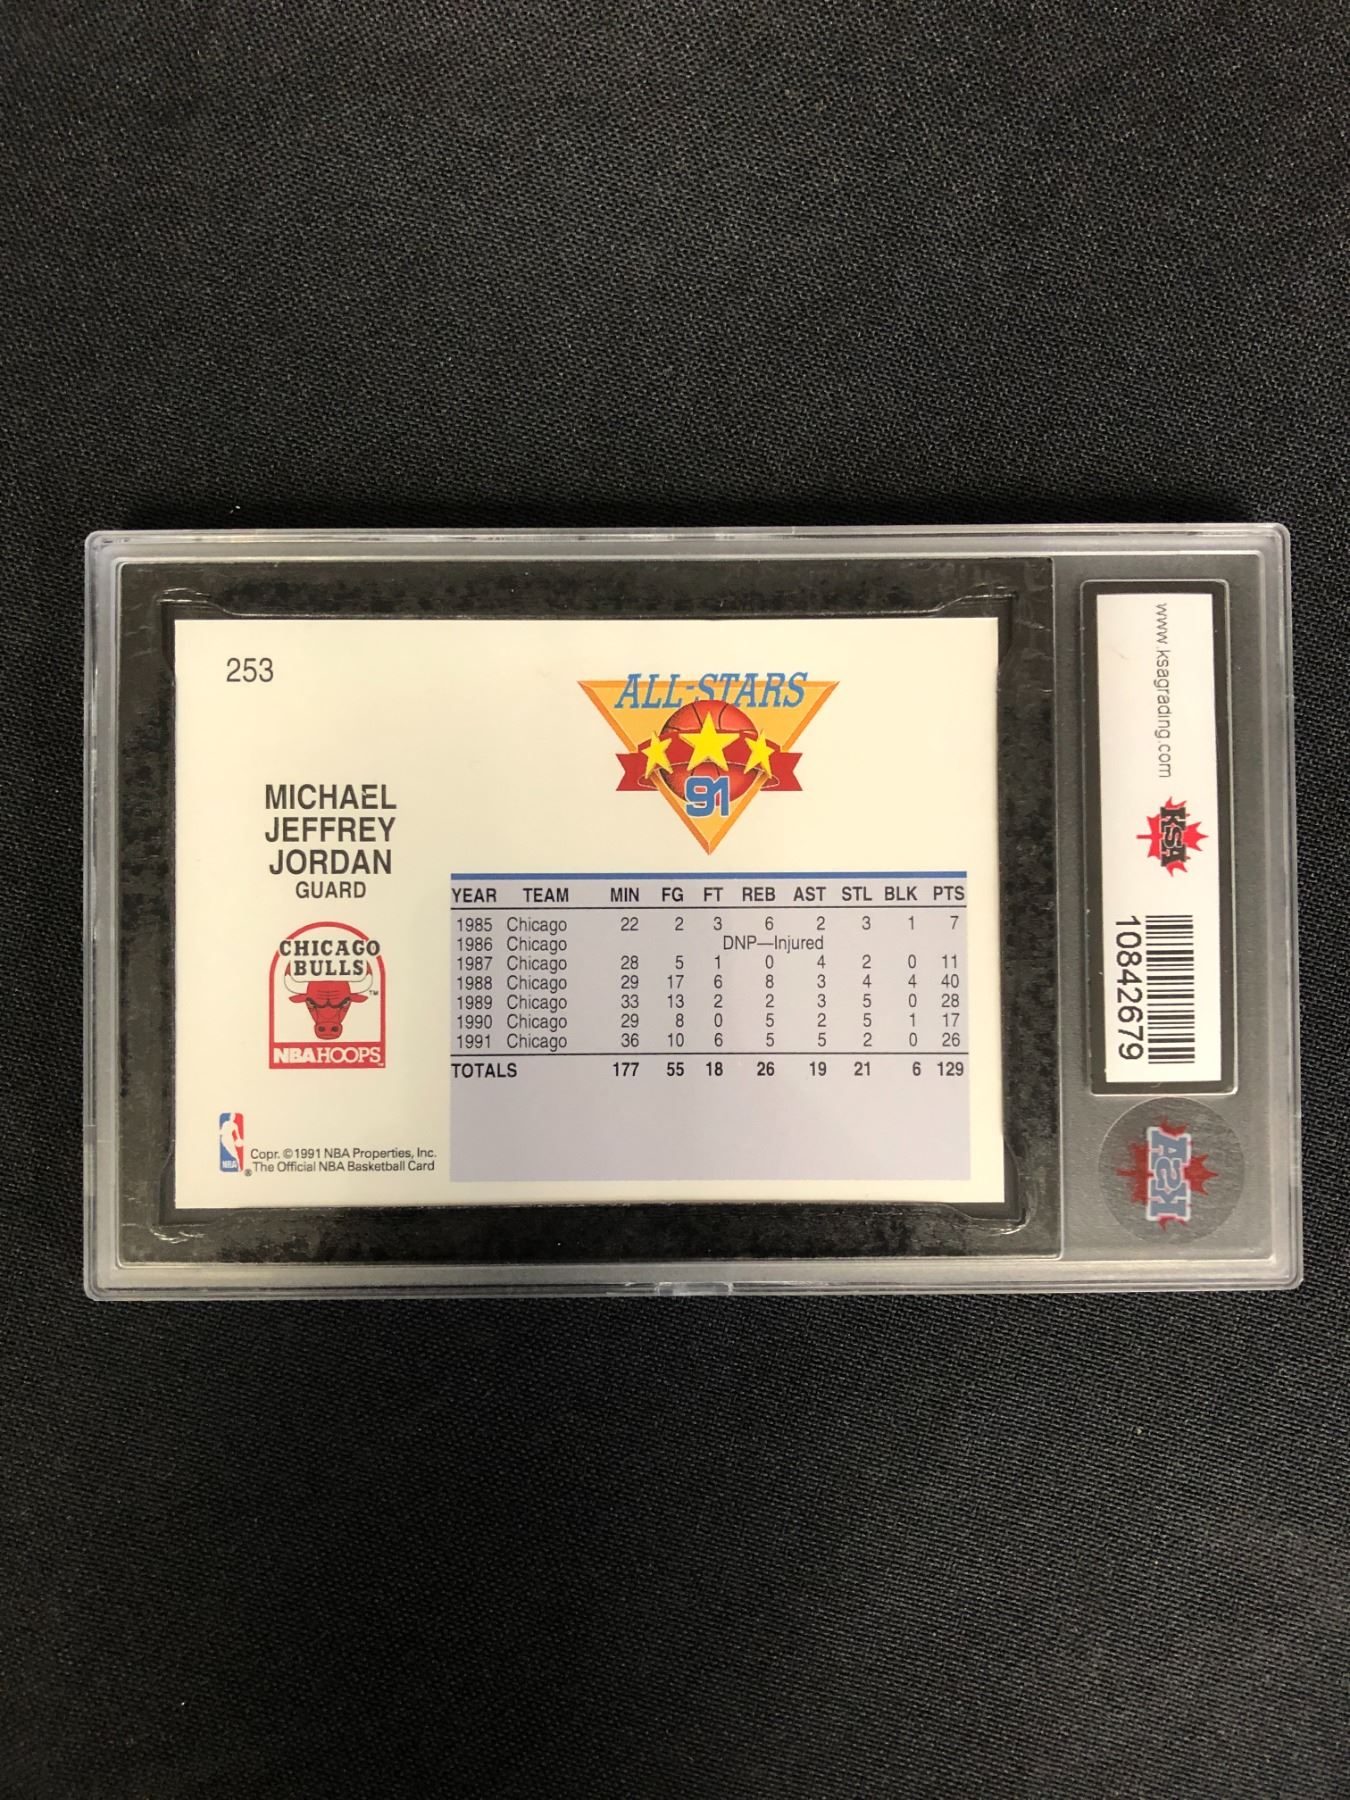 253
ALL-STARS
91
MICHAEL
JEFFREY
JORDAN
GUARD
CHICAGO
BULLS
TM
NBA HOOPS
YEAR TEAM MIN FG FT REB AST STL BLK PTS
1985 Chicago 22 2 3 6 2 3 1 7
1986 Chicago DNP—Injured
1987 Chicago 28 5 1 0 4 2 0 11
1988 Chicago 29 17 6 8 3 4 4 40
1989 Chicago 33 13 2 2 3 5 0 28
1990 Chicago 29 8 0 5 2 5 1 17
1991 Chicago 36 10 6 5 5 2 0 26
TOTALS 177 55 18 26 19 21 6 129
NBA ®
Copr. ©1991 NBA Properties, Inc.
The Official NBA Basketball Card
www.ksagrading.com
KSA
10842679
KSA